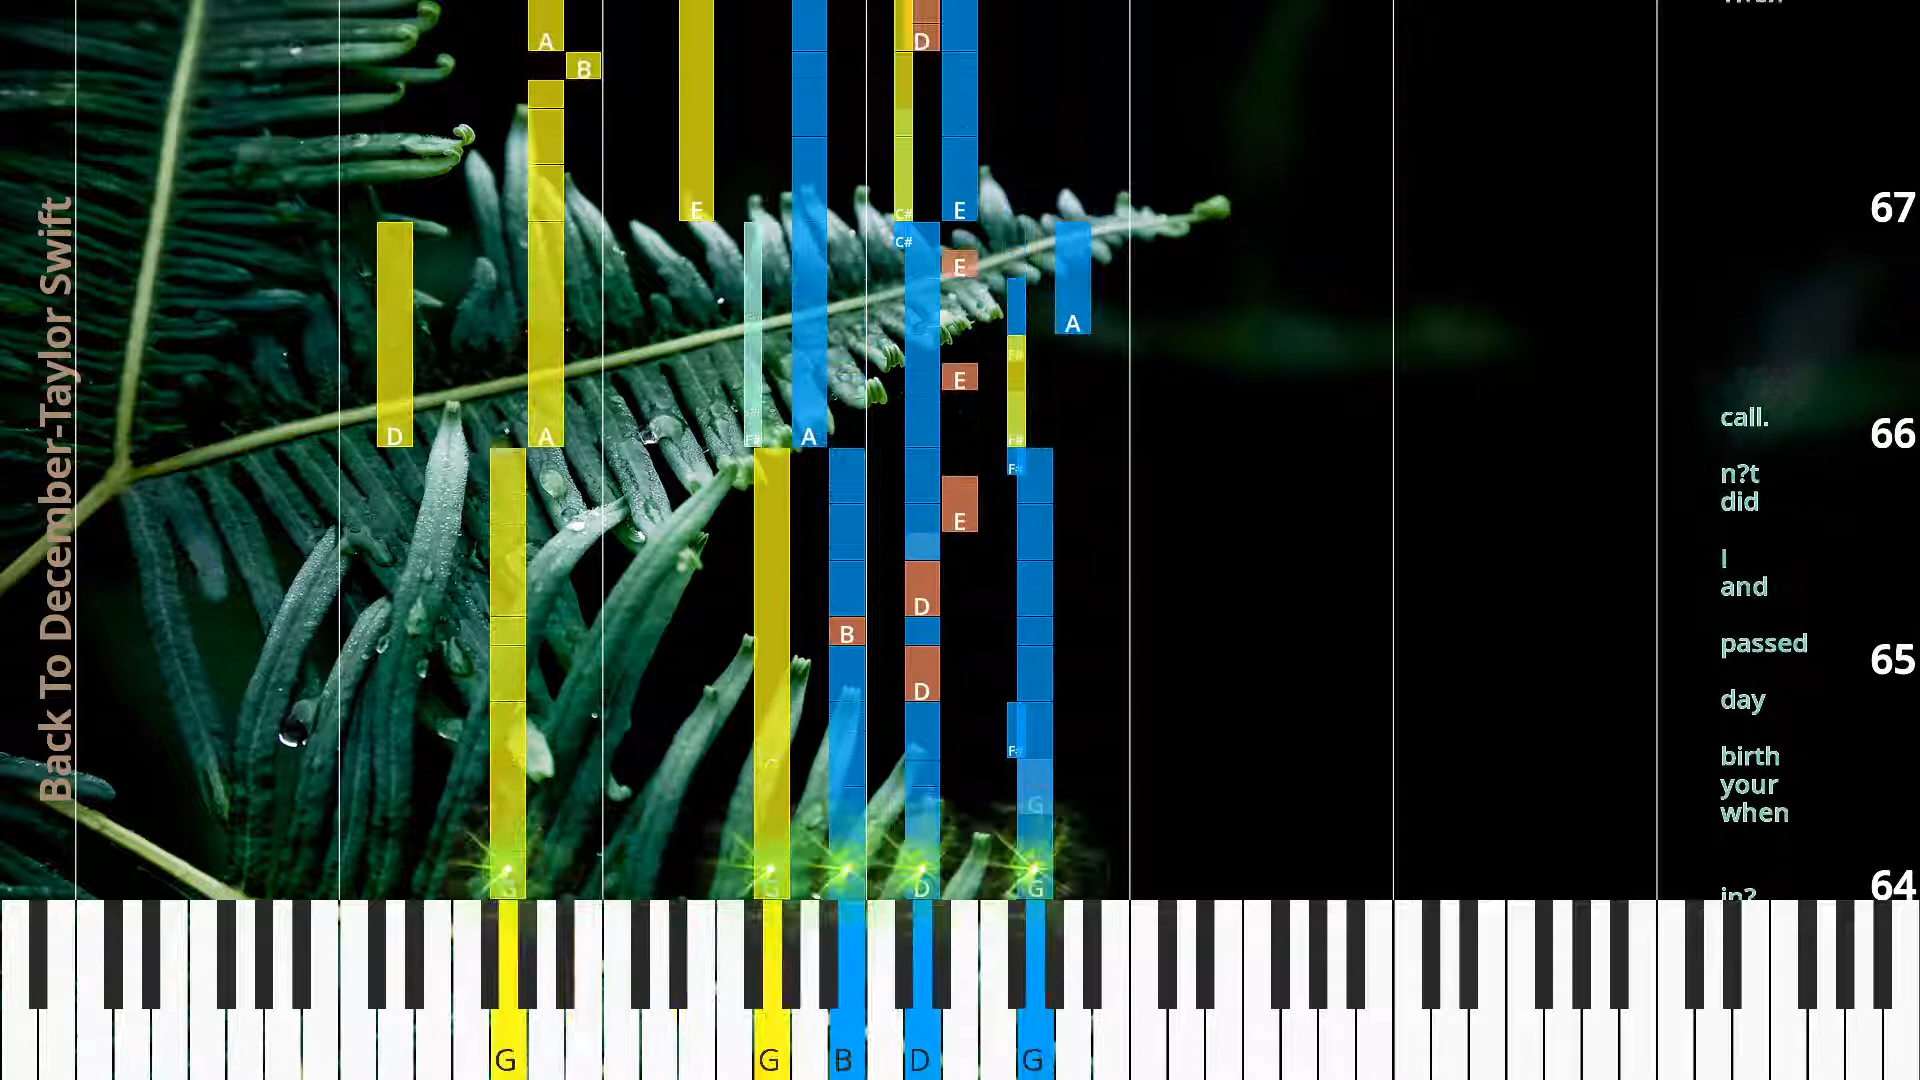 Back To December-Taylor Swift
A
B
D
E
C#
E
67
C#
E
A
F#
E
call.
D
A
F#
A
F#
66
F#
n?t
did
E
I
and
D
B
passed
65
D
day
F#
birth
your
G
when
G
G
D
G
64
in?
G
G
B
D
G